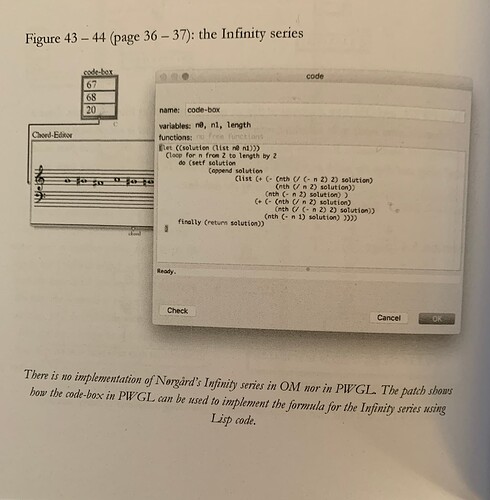 Figure 43 – 44 (page 36 – 37): the Infinity series
code-box
67
68
20
Chord-Editor
code
name: code-box
variables: n0, n1, length
functions: no free functions
(let ((solution (list n0 n1)))
(loop for n from 2 to length by 2
do (setf solution
(append solution
(list (+ (- (nth (/ (- n 2) 2) solution)
(nth (/ n 2) solution))
(nth (- n 2) solution) )
(+ (- (nth (/ n 2) solution)
(nth (/ (- n 2) 2) solution))
(nth (- n 1) solution) ))))
finally (return solution))
)
Ready.
Check
Cancel
OK
There is no implementation of Nørgård's Infinity series in OM nor in PWGL. The patch shows
how the code-box in PWGL can be used to implement the formula for the Infinity series using
Lisp code.